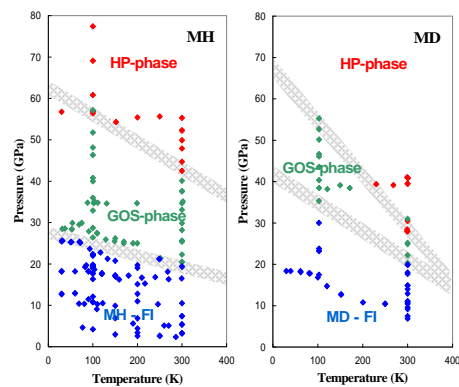 MH
MD
80
70
60
50
40
30
20
10
0
Pressure (GPa)
HP-phase
GOS-phase
MH - FI
0
100
200
300
400
Temperature (K)
80
70
60
50
40
30
20
10
0
Pressure (GPa)
HP-phase
GOS-phase
MD - FI
0
100
200
300
400
Temperature (K)